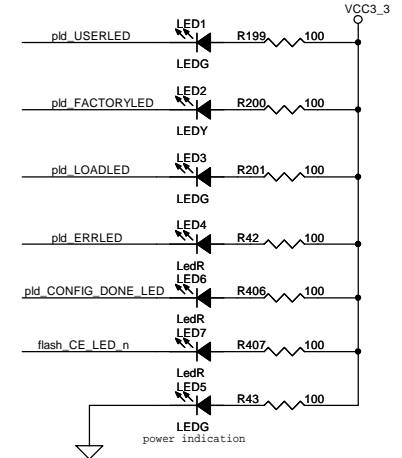 VCC3_3
LED1
pld_USERLED R199 100
LEDG
LED2
pld_FACTORYLED R200 100
LEDY
LED3
pld_LOADLED R201 100
LEDG
LED4
pld_ERRLED R42 100
LedR
LED6
pld_CONFIG_DONE_LED R406 100
LedR
LED7
flash_CE_LED_n R407 100
LedR
LED5
R43 100
LEDG
power indication